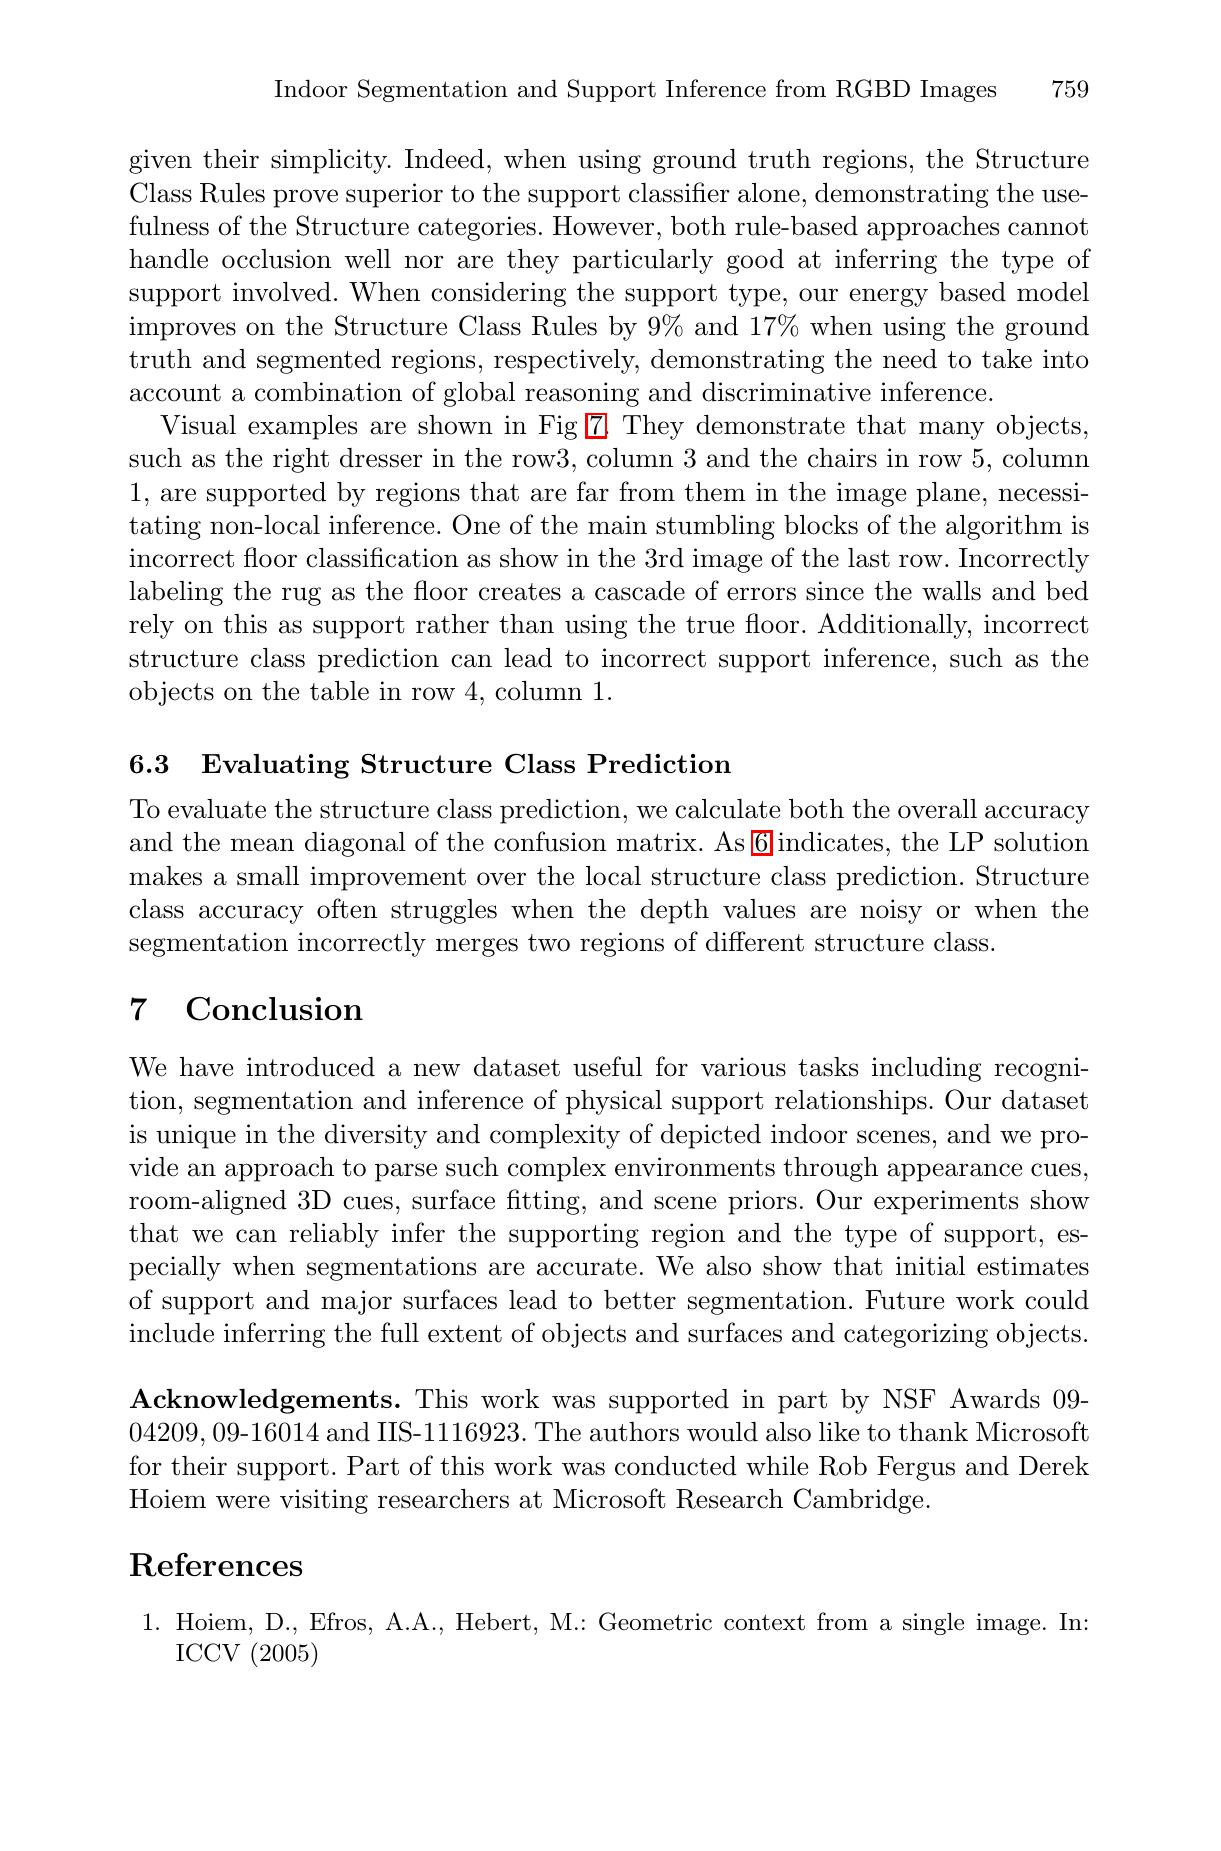 Indoor Segmentation and Support Inference from RGBD Images 759
given their simplicity. Indeed, when using ground truth regions, the Structure
Class Rules prove superior to the support classifier alone, demonstrating the use-
fulness of the Structure categories. However, both rule-based approaches cannot
handle occlusion well nor are they particularly good at inferring the type of
support involved. When considering the support type, our energy based model
improves on the Structure Class Rules by 9% and 17% when using the ground
truth and segmented regions, respectively, demonstrating the need to take into
account a combination of global reasoning and discriminative inference.
Visual examples are shown in Fig 7. They demonstrate that many objects,
such as the right dresser in the row3, column 3 and the chairs in row 5, column
1, are supported by regions that are far from them in the image plane, necessi-
tating non-local inference. One of the main stumbling blocks of the algorithm is
incorrect floor classification as show in the 3rd image of the last row. Incorrectly
labeling the rug as the floor creates a cascade of errors since the walls and bed
rely on this as support rather than using the true floor. Additionally, incorrect
structure class prediction can lead to incorrect support inference, such as the
objects on the table in row 4, column 1.
6.3 Evaluating Structure Class Prediction
To evaluate the structure class prediction, we calculate both the overall accuracy
and the mean diagonal of the confusion matrix. As 6 indicates, the LP solution
makes a small improvement over the local structure class prediction. Structure
class accuracy often struggles when the depth values are noisy or when the
segmentation incorrectly merges two regions of different structure class.
7 Conclusion
We have introduced a new dataset useful for various tasks including recogni-
tion, segmentation and inference of physical support relationships. Our dataset
is unique in the diversity and complexity of depicted indoor scenes, and we pro-
vide an approach to parse such complex environments through appearance cues,
room-aligned 3D cues, surface fitting, and scene priors. Our experiments show
that we can reliably infer the supporting region and the type of support, es-
pecially when segmentations are accurate. We also show that initial estimates
of support and major surfaces lead to better segmentation. Future work could
include inferring the full extent of objects and surfaces and categorizing objects.
Acknowledgements. This work was supported in part by NSF Awards 09-
04209, 09-16014 and IIS-1116923. The authors would also like to thank Microsoft
for their support. Part of this work was conducted while Rob Fergus and Derek
Hoiem were visiting researchers at Microsoft Research Cambridge.
References
1. Hoiem, D., Efros, A.A., Hebert, M.: Geometric context from a single image. In:
ICCV (2005)